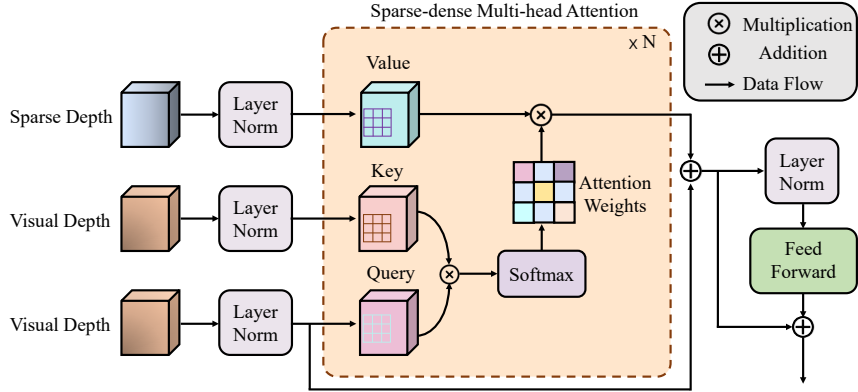 Sparse-dense Multi-head Attention
x N
Multiplication
Addition
Data Flow
Sparse Depth
Layer
Norm
Value
Visual Depth
Layer
Norm
Key
Attention
Weights
Layer
Norm
Visual Depth
Layer
Norm
Query
Softmax
Feed
Forward